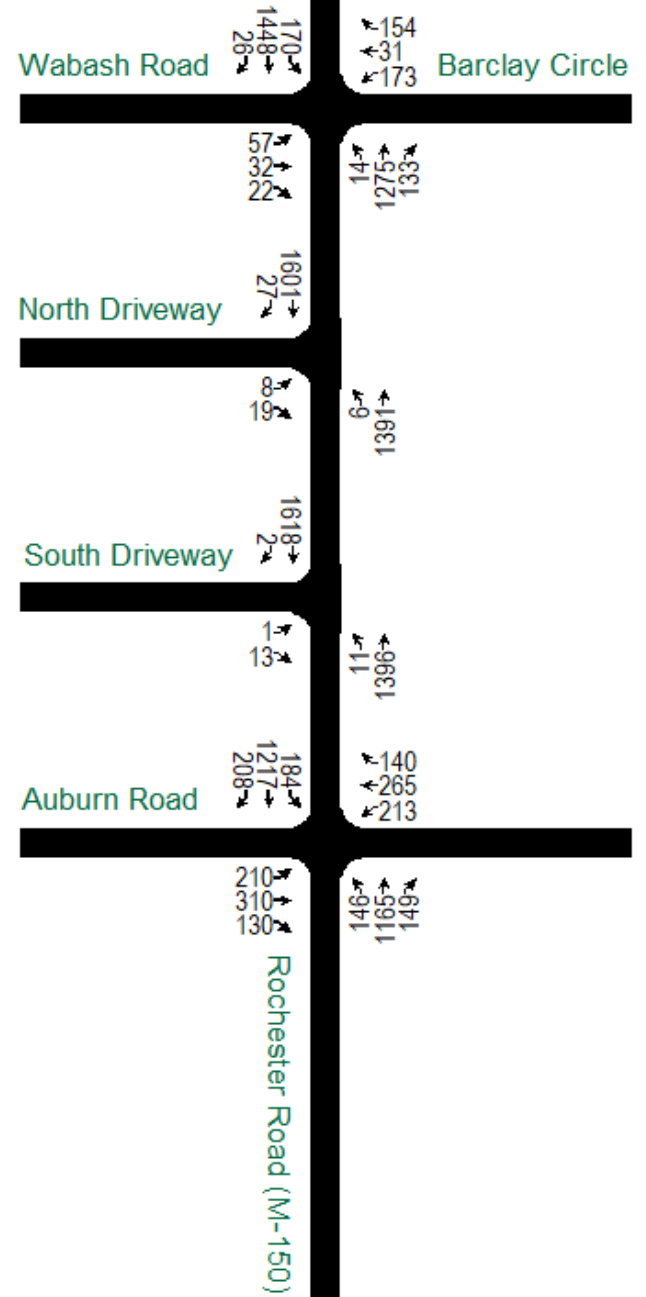 26 1448 170
154
31
173
Wabash Road
Barclay Circle
57
32
22
14 1275 133
27 1601
North Driveway
8
19
6 1391
2 1618
South Driveway
1
13
11 1396
208 1217 184
140
265
213
Auburn Road
210
310
130
146 1165 149
Rochester Road (M-150)